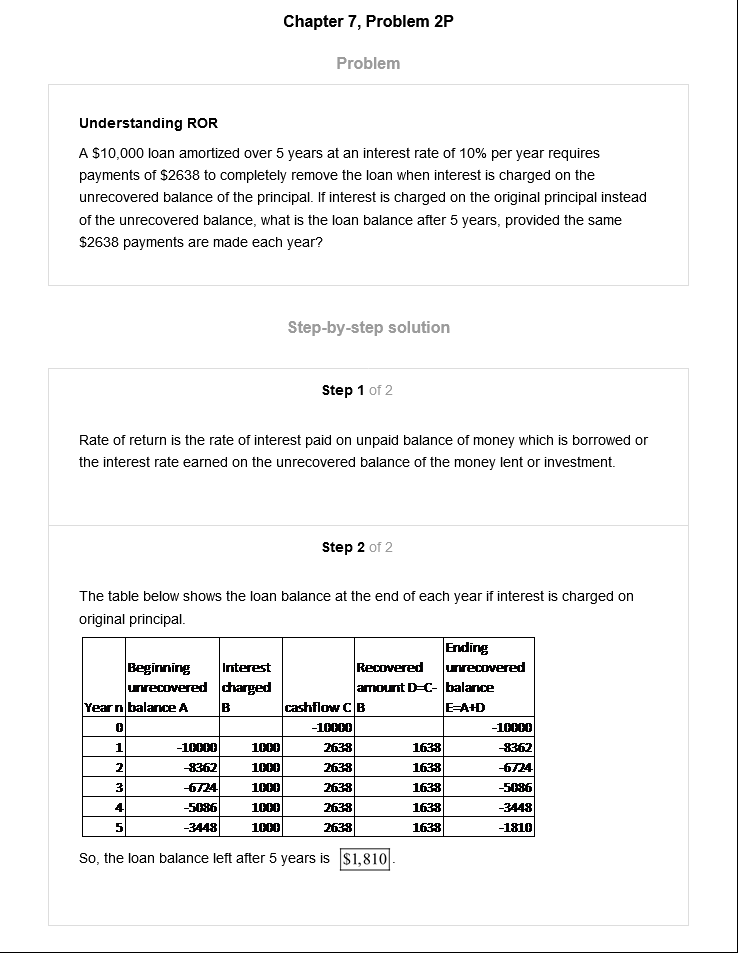 Chapter 7, Problem 2P
Problem
Understanding ROR
A $10,000 loan amortized over 5 years at an interest rate of 10% per year requires
payments of $2638 to completely remove the loan when interest is charged on the
unrecovered balance of the principal. If interest is charged on the original principal instead
of the unrecovered balance, what is the loan balance after 5 years, provided the same
$2638 payments are made each year?
Step-by-step solution
Step 1 of 2
Rate of return is the rate of interest paid on unpaid balance of money which is borrowed or
the interest rate earned on the unrecovered balance of the money lent or investment.
Step 2 of 2
The table below shows the loan balance at the end of each year if interest is charged on
original principal.
Ending
Beginning Interest Recovered unrecovered
unrecovered charged amount D=C- balance
Year n balance A B cashflow C B E=A+D
0 -10000 -10000
1 -10000 1000 2638 1638 -8362
2 -8362 1000 2638 1638 -6724
3 -6724 1000 2638 1638 -5086
4 -5086 1000 2638 1638 -3448
5 -3448 1000 2638 1638 -1810
So, the loan balance left after 5 years is $1,810.